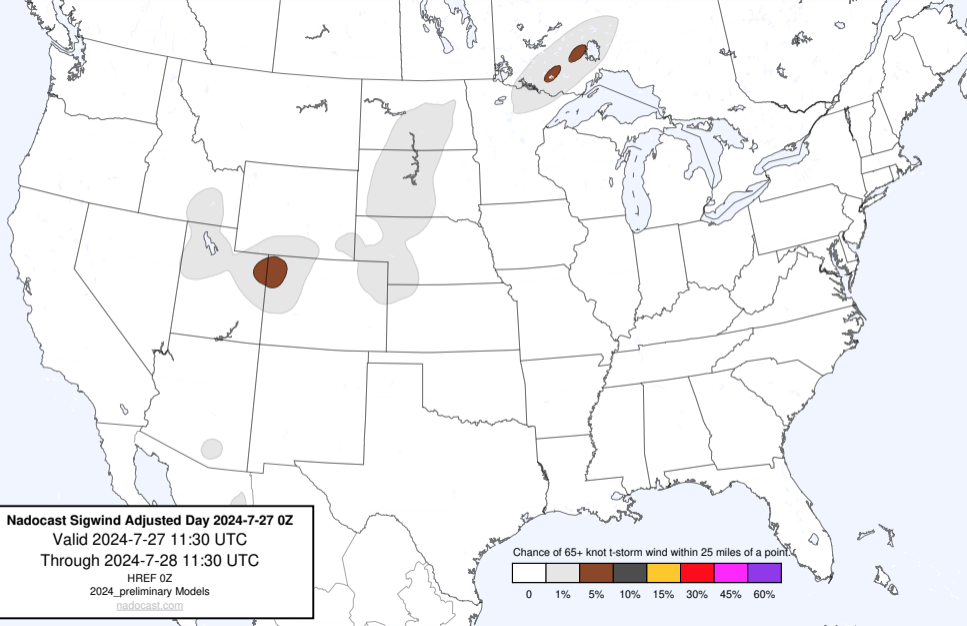 Nadocast Sigwind Adjusted Day 2024-7-27 0Z
Valid 2024-7-27 11:30 UTC
Through 2024-7-28 11:30 UTC
HREF 0Z
2024_preliminary Models
nadocast.com
Chance of 65+ knot t-storm wind within 25 miles of a point.
0 1% 5% 10% 15% 30% 45% 60%